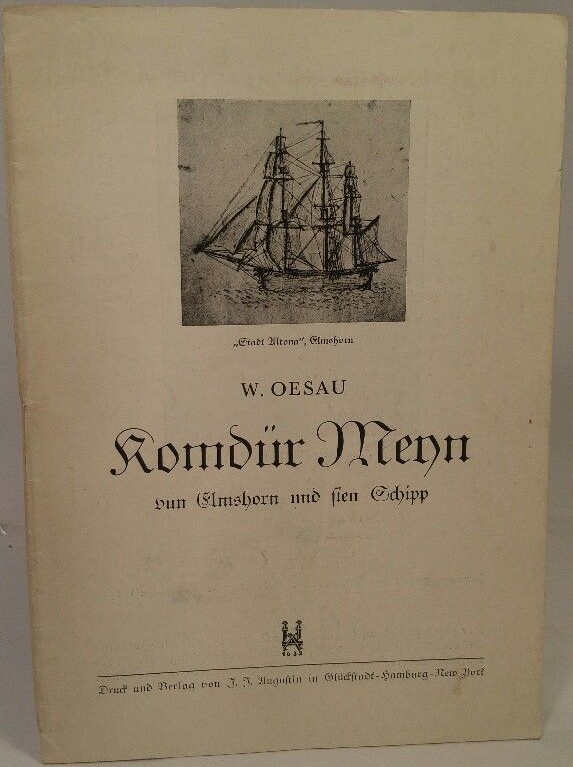 „Stadt Altona“, Elmshorn
W. OESAU
Komdür Meyn
vun Elmshorn und sien Schipp
Druck und Verlag von J. J. Augustin in Glückstadt-Hamburg-New York